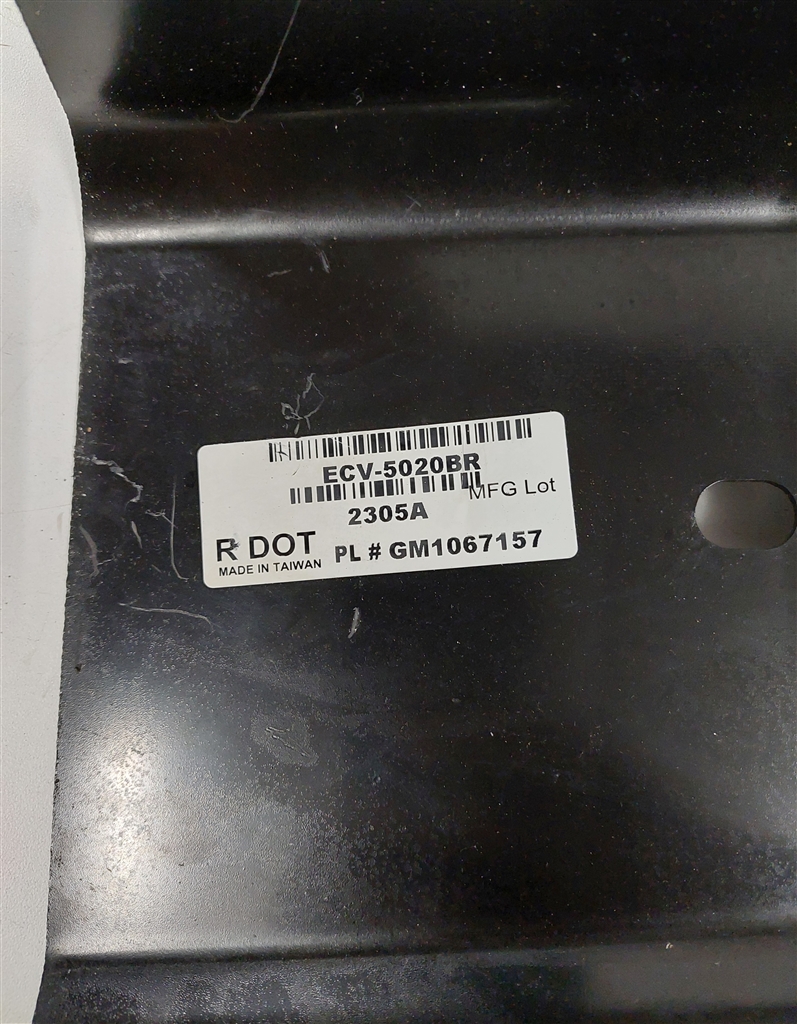 ECV-5020BR
MFG Lot
2305A
R DOT
PL # GM1067157
MADE IN TAIWAN